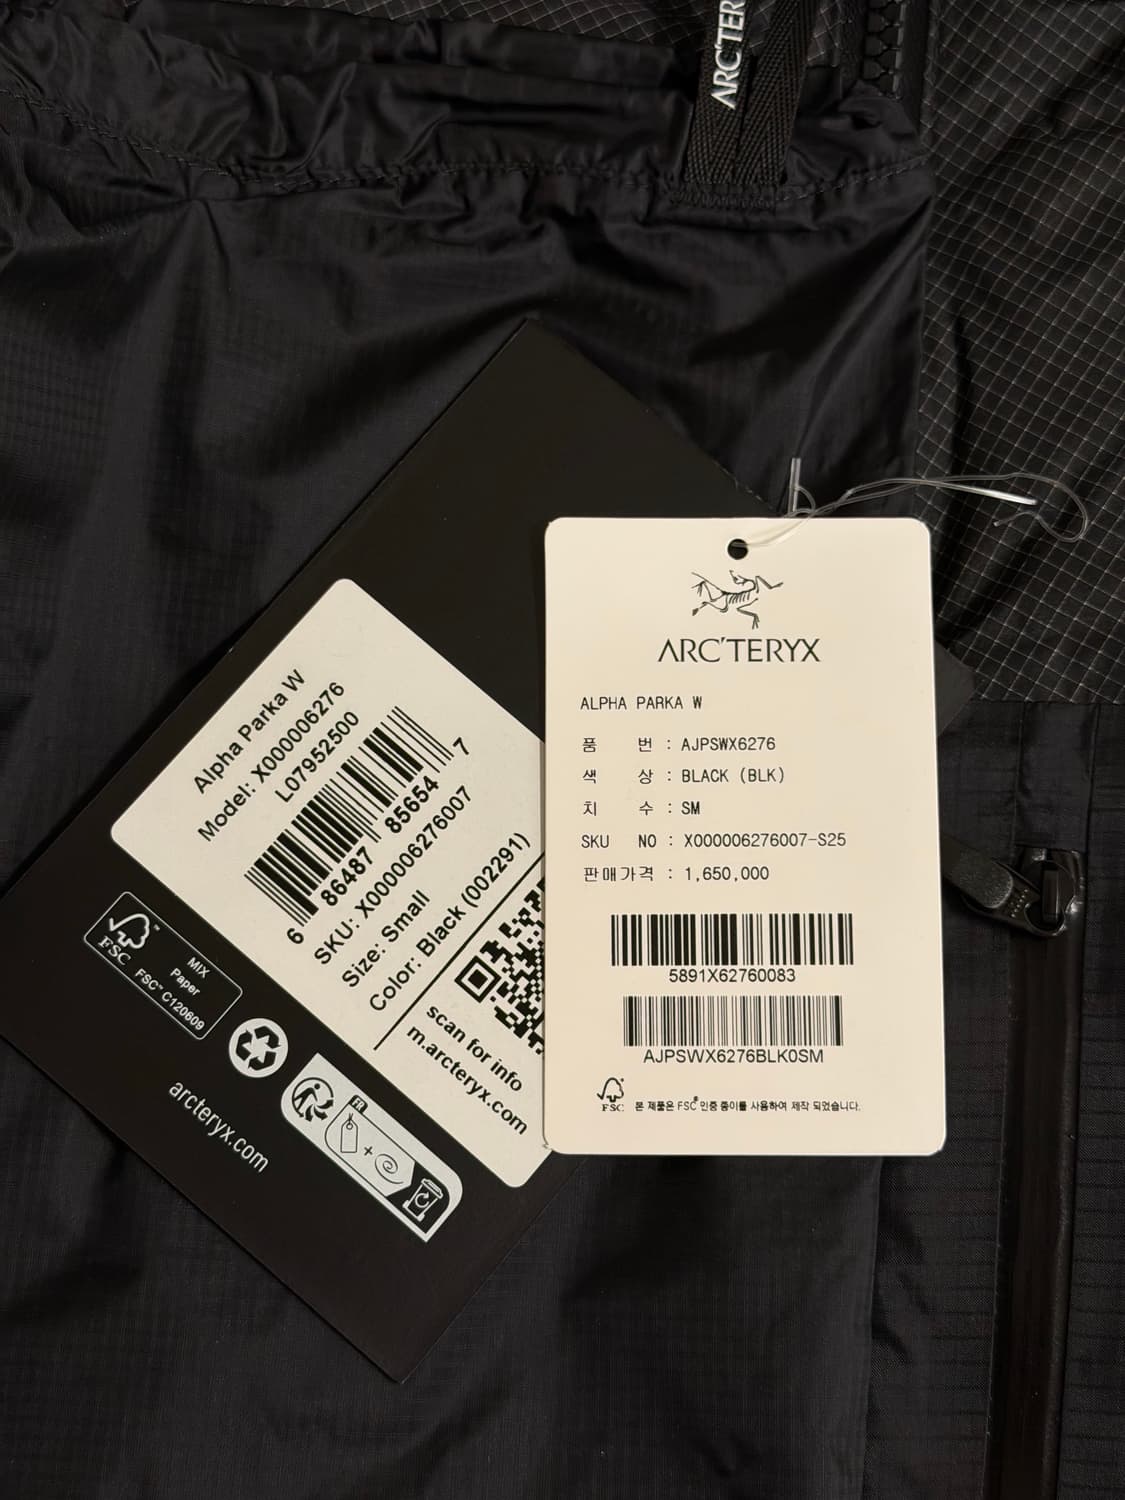 ARC'TER
ARC'TERYX
ALPHA PARKA W
품 번 : AJPSWX6276
색 상 : BLACK (BLK)
치 수 : SM
SKU NO : X000006276007-S25
판매가격 : 1,650,000
5891X62760083
AJPSWX6276BLK0SM
FSC 본 제품은 FSC® 인증 종이를 사용하여 제작 되었습니다.
Alpha Parka W
Model: X000006276
L07952500
6 86487 85654 7
SKU: X000006276007
Size: Small
Color: Black (002291)
scan for info
m.arcteryx.com
FSC™
MIX
Paper
FSC™ C120609
FR
+
arcteryx.com